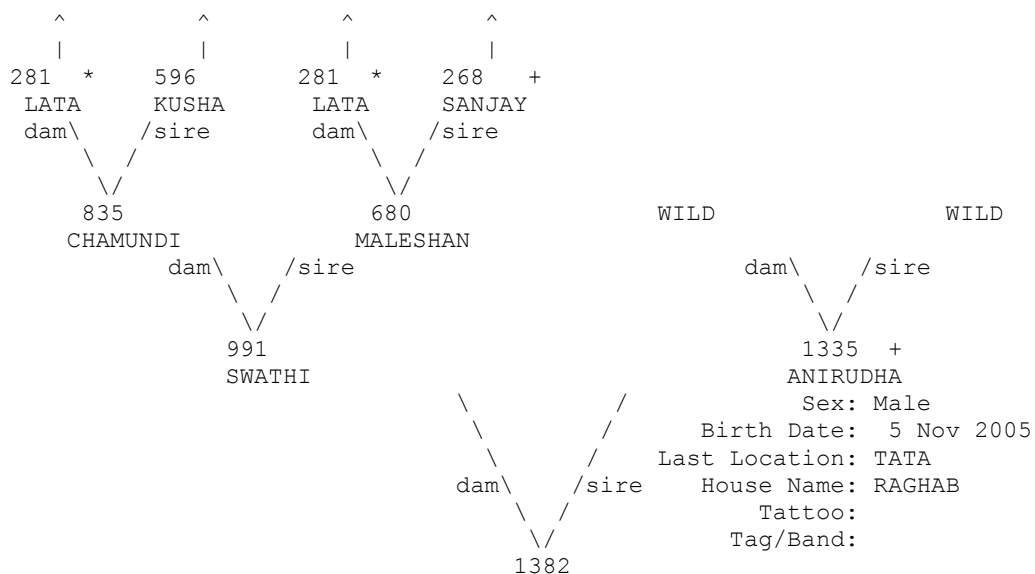 ^ ^ ^ ^
| | | |
281 * 596 281 * 268 +
LATA KUSHA LATA SANJAY
dam\ /sire dam\ /sire
\ / \ /
\/ \/
835 680 WILD WILD
CHAMUNDI MALESHAN
dam\ /sire dam\ /sire
\ / \ /
\/ \/
991 1335 +
SWATHI ANIRUDHA
\ / Sex: Male
\ / Birth Date: 5 Nov 2005
\ / Last Location: TATA
dam\ /sire House Name: RAGHAB
\ / Tattoo:
\/ Tag/Band:
1382